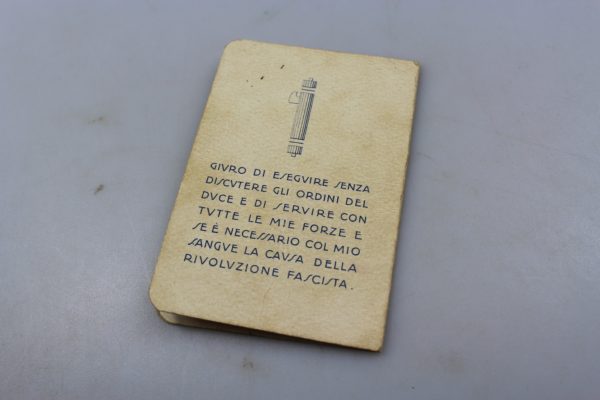 GIVRO DI ESEGVIRE SENZA
DISCVTERE GLI ORDINI DEL
DVCE E DI SERVIRE CON
TVTTE LE MIE FORZE E
SE È NECESSARIO COL MIO
SANGVE LA CAVSA DELLA
RIVOLVZIONE FASCISTA.